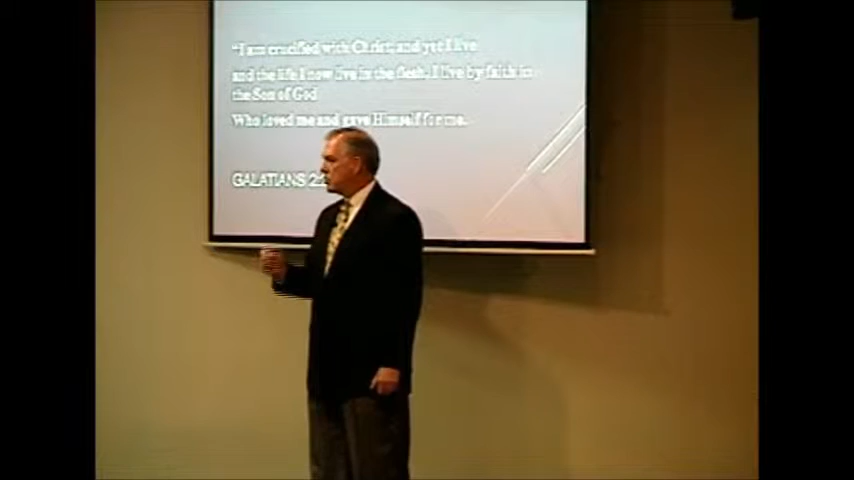 “I am crucified with Christ; and yet I live
and the life I now live in the flesh, I live by faith in
the Son of God
Who loved me and gave Himself for me.
GALATIANS 2:2